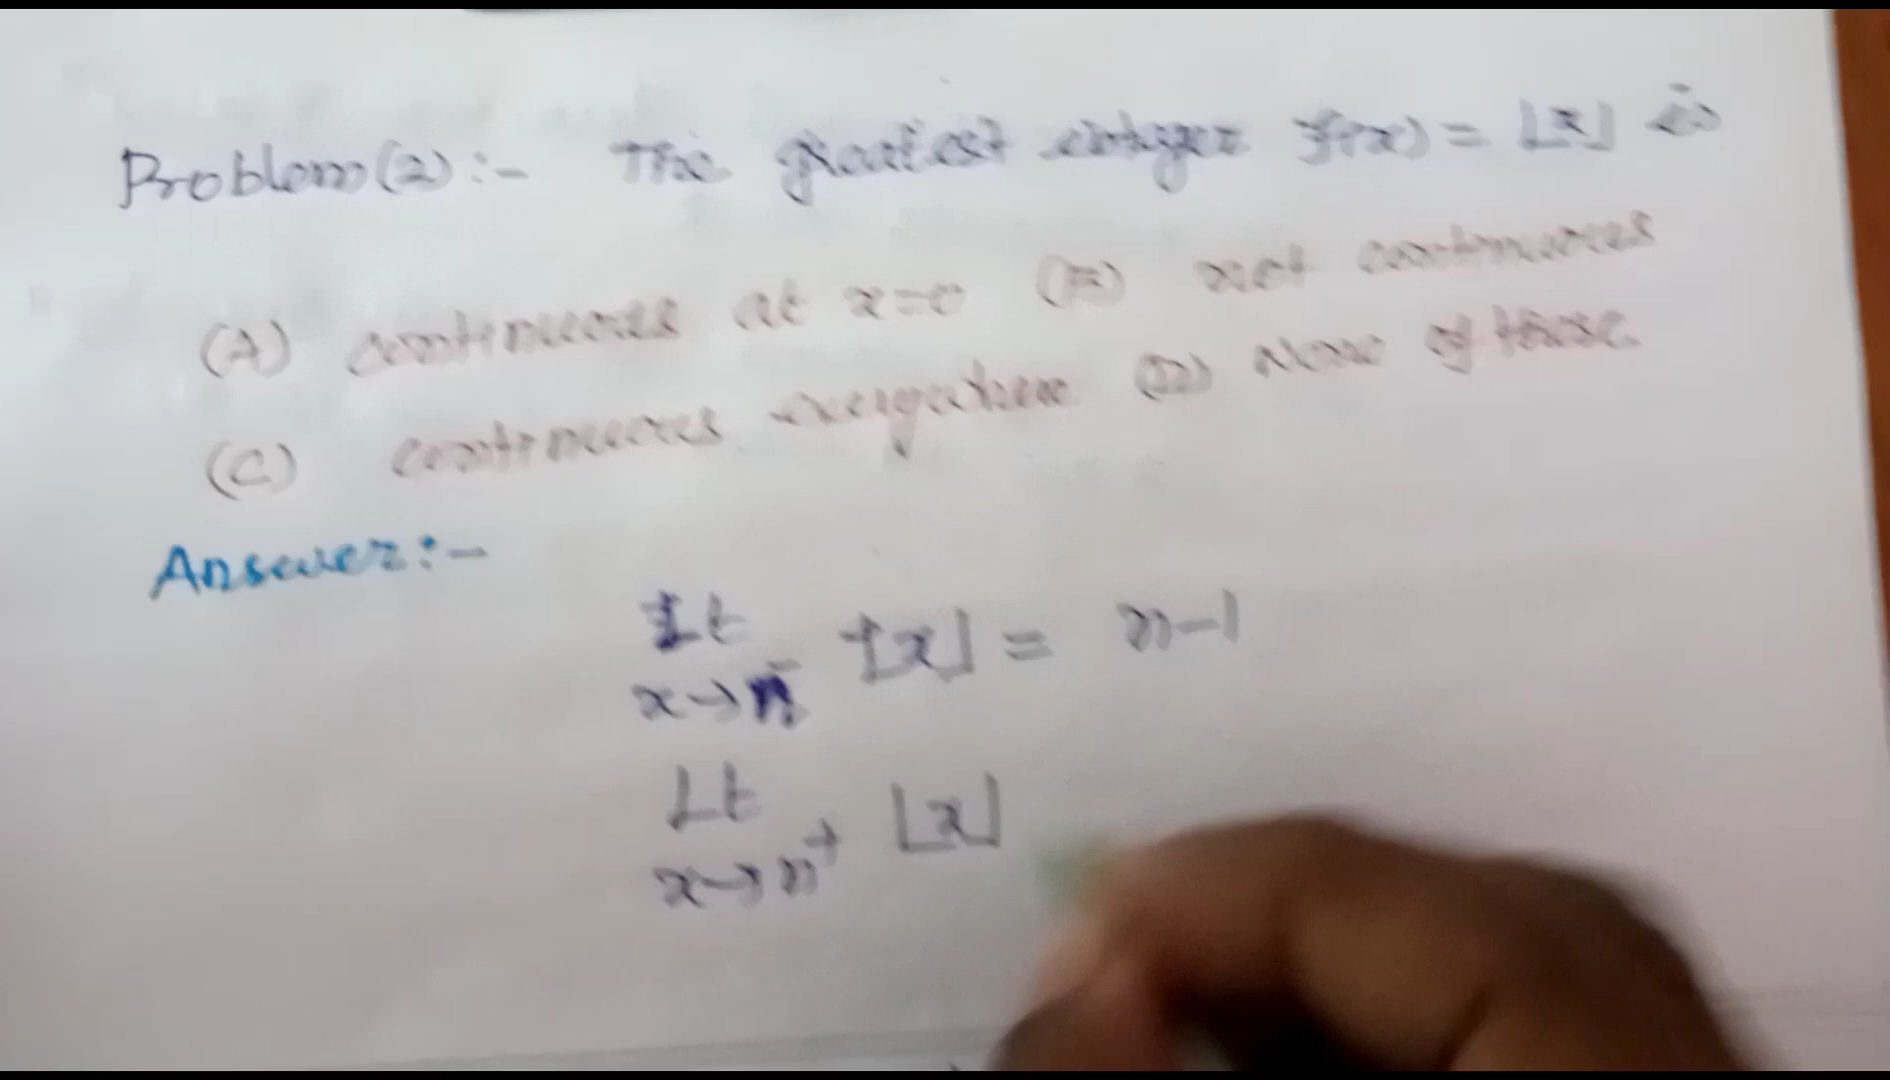 Problem (2) :- The greatest integer f(x) = ⌊x⌋ is
(A) continuous at x=0 (B) not continuous
(C) continuous everywhere (D) None of these.
Answer :-
Lt ⌊x⌋ = n-1
x→n⁻
Lt ⌊x⌋
x→n⁺